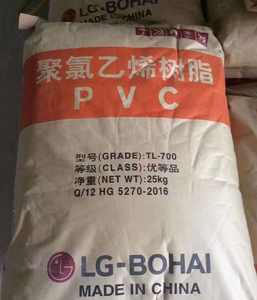 聚氯乙烯树脂
PVC
型号(GRADE): TL-700
等级(CLASS): 优等品
净重(NET WT): 25kg
Q/12 HG 5270-2016
LG-BOHAI
MADE IN CHINA